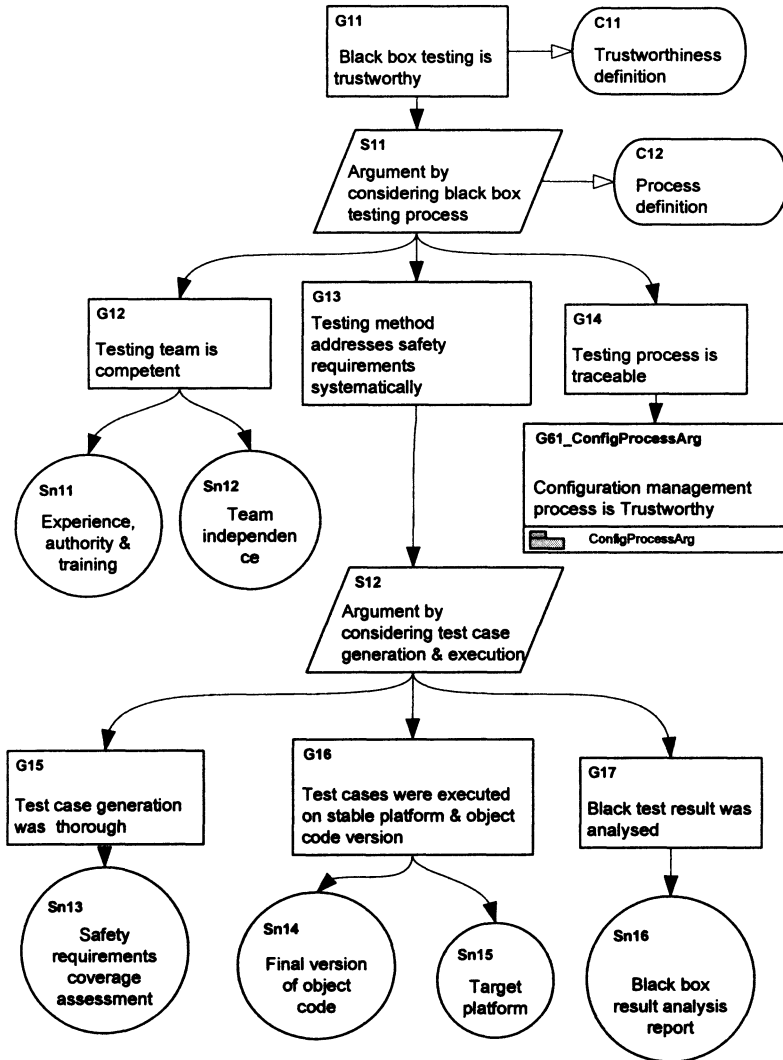 G11
Black box testing is
trustworthy
C11
Trustworthiness
definition
S11
Argument by
considering black box
testing process
C12
Process
definition
G12
Testing team is
competent
G13
Testing method
addresses safety
requirements
systematically
G14
Testing process is
traceable
Sn11
Experience,
authority &
training
Sn12
Team
independen
ce
G61_ConfigProcessArg
Configuration management
process is Trustworthy
ConfigProcessArg
S12
Argument by
considering test case
generation & execution
G15
Test case generation
was thorough
G16
Test cases were executed
on stable platform & object
code version
G17
Black test result was
analysed
Sn13
Safety
requirements
coverage
assessment
Sn14
Final version
of object
code
Sn15
Target
platform
Sn16
Black box
result analysis
report